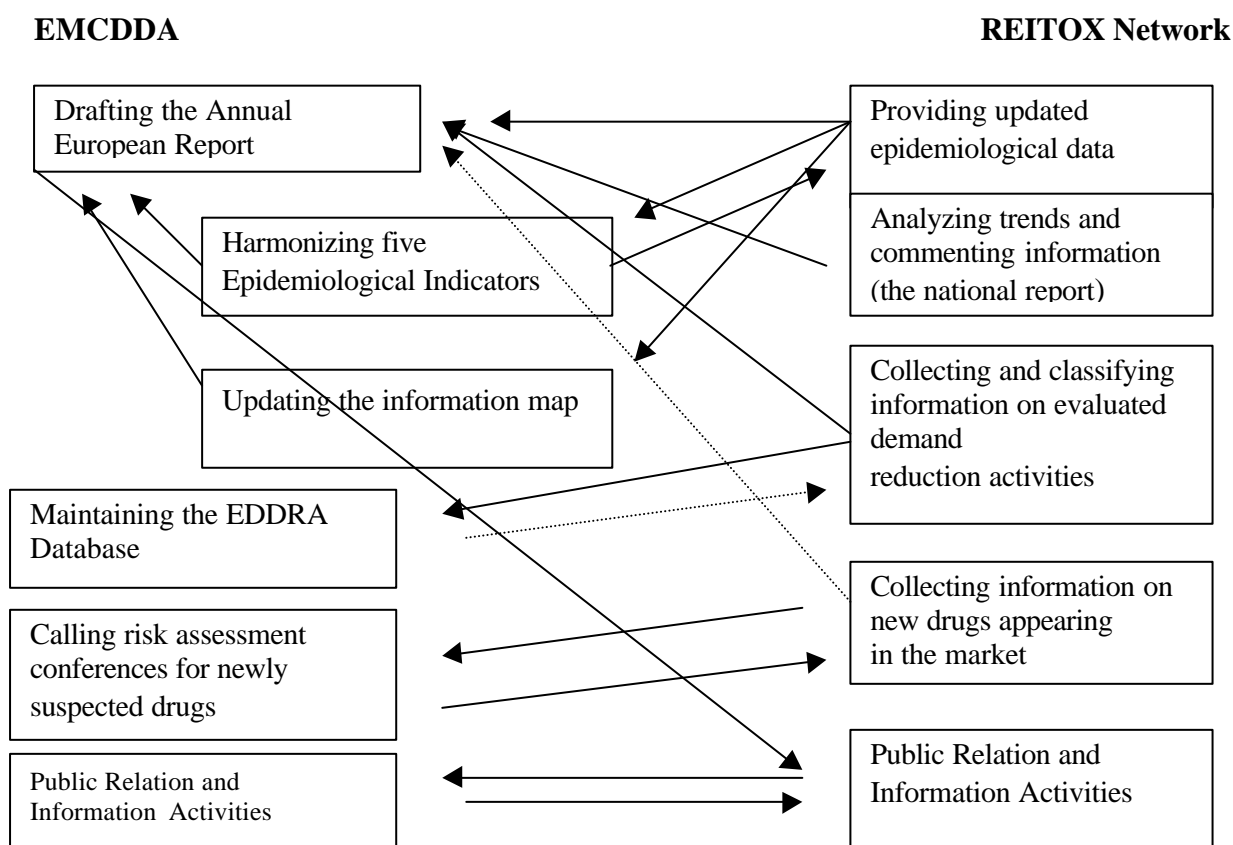 EMCDDA
REITOX Network
Drafting the Annual
European Report
Harmonizing five
Epidemiological Indicators
Updating the information map
Maintaining the EDDRA
Database
Calling risk assessment
conferences for newly
suspected drugs
Public Relation and
Information Activities
Providing updated
epidemiological data
Analyzing trends and
commenting information
(the national report)
Collecting and classifying
information on evaluated
demand
reduction activities
Collecting information on
new drugs appearing
in the market
Public Relation and
Information Activities